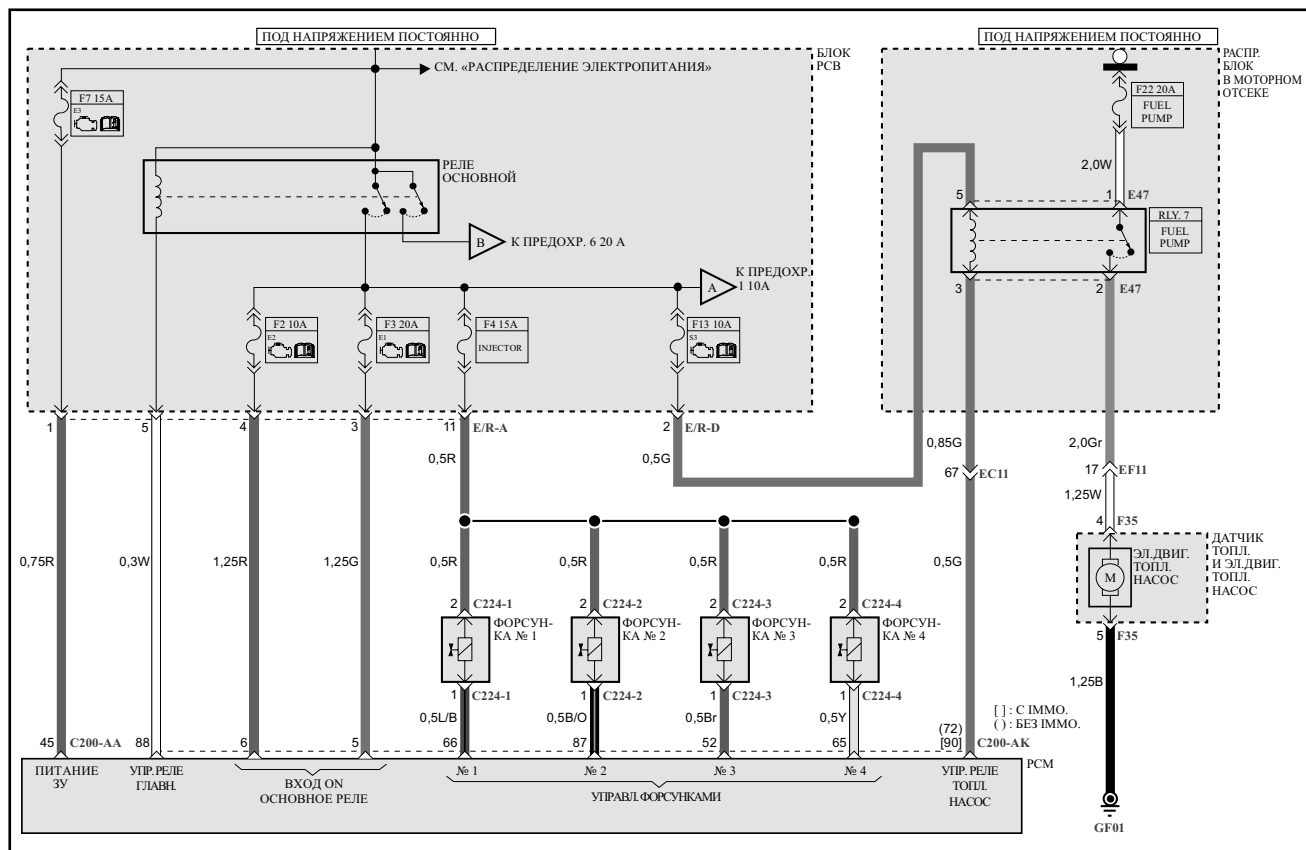 ПОД НАПРЯЖЕНИЕМ ПОСТОЯННО
ПОД НАПРЯЖЕНИЕМ ПОСТОЯННО
БЛОК
РСВ
РАСПР.
БЛОК
В МОТОРНОМ
ОТСЕКЕ
СМ. «РАСПРЕДЕЛЕНИЕ ЭЛЕКТРОПИТАНИЯ»
F7 15A
E3
F22 20A
FUEL
PUMP
РЕЛЕ
ОСНОВНОЙ
2,0W
5
1
E47
RLY. 7
FUEL
PUMP
B
К ПРЕДОХР. 6 20 А
A
К ПРЕДОХР.
1 10А
3
2
E47
F2 10A
E2
F3 20A
E1
F4 15A
INJECTOR
F13 10A
S3
1
5
4
3
11
E/R-A
2
E/R-D
0,5R
0,5G
0,85G
2,0Gr
67
EC11
17
EF11
1,25W
4
F35
0,75R
0,3W
1,25R
1,25G
0,5R
0,5R
0,5R
0,5R
0,5G
ЭЛ.ДВИГ.
ТОПЛ.
НАСОС
M
ДАТЧИК
ТОПЛ.
И ЭЛ.ДВИГ.
ТОПЛ.
НАСОС
2
C224-1
2
C224-2
2
C224-3
2
C224-4
ФОРСУН-
КА № 1
ФОРСУН-
КА № 2
ФОРСУН-
КА № 3
ФОРСУН-
КА № 4
5
F35
1
C224-1
1
C224-2
1
C224-3
1
C224-4
1,25B
0,5L/B
0,5B/O
0,5Br
0,5Y
[ ] : С IMMO.
( ) : БЕЗ IMMO.
45
C200-AA
88
6
5
66
87
52
65
(72)
[90]
C200-AK
PCM
ПИТАНИЕ
ЗУ
УПР. РЕЛЕ
ГЛАВН.
ВХОД ON
ОСНОВНОЕ РЕЛЕ
№ 1
№ 2
№ 3
№ 4
УПРАВЛ. ФОРСУНКАМИ
УПР. РЕЛЕ
ТОПЛ.
НАСОС
GF01